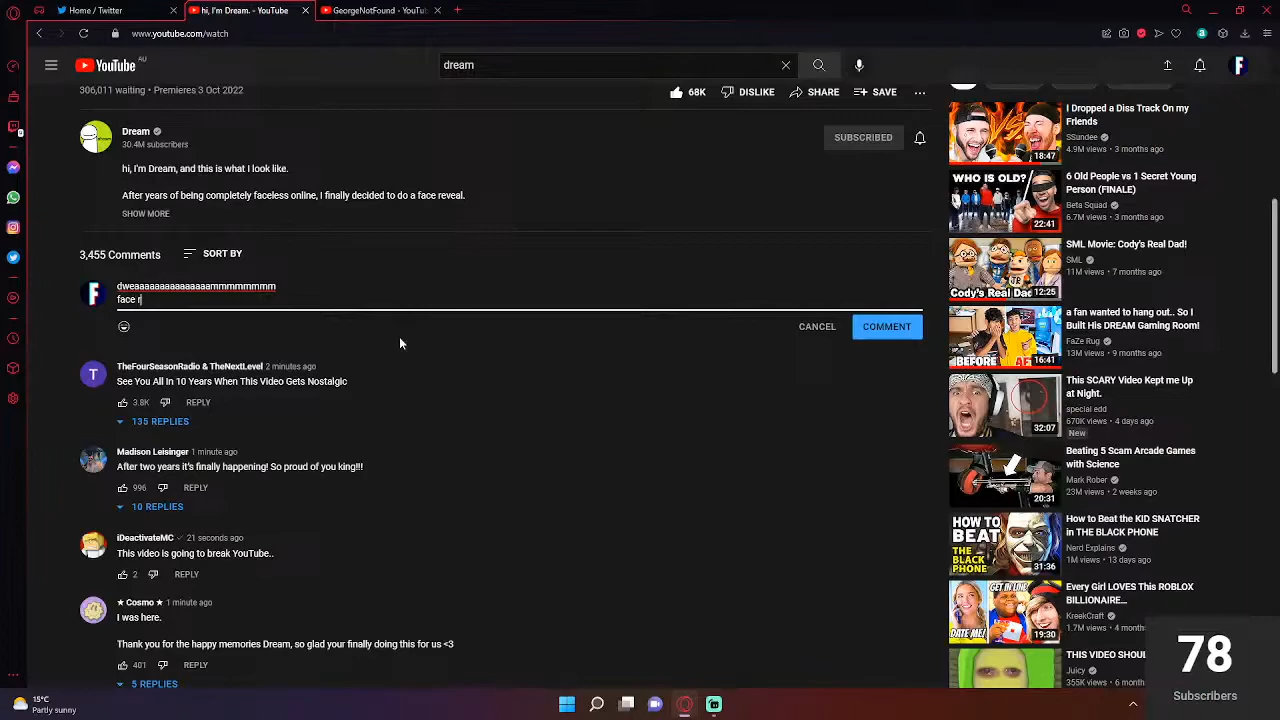 Home / Twitter
hi, I'm Dream. - YouTube
GeorgeNotFound - YouTub
www.youtube.com/watch
YouTube AU
dream
306,011 waiting • Premieres 3 Oct 2022
68K
DISLIKE
SHARE
SAVE
Dream
30.4M subscribers
SUBSCRIBED
hi, I'm Dream, and this is what I look like.
After years of being completely faceless online, I finally decided to do a face reveal.
SHOW MORE
3,455 Comments
SORT BY
dweaaaaaaaaaaaaaaammmmmmmm
face r
CANCEL
COMMENT
T
TheFourSeasonRadio & TheNextLevel 2 minutes ago
See You All In 10 Years When This Video Gets Nostalgic
3.8K
REPLY
135 REPLIES
Madison Leisinger 1 minute ago
After two years it's finally happening! So proud of you king!!!
996
REPLY
10 REPLIES
iDeactivateMC 21 seconds ago
This video is going to break YouTube..
2
REPLY
★ Cosmo ★ 1 minute ago
I was here.
Thank you for the happy memories Dream, so glad your finally doing this for us <3
401
REPLY
5 REPLIES
VS
18:47
I Dropped a Diss Track On my
Friends
SSundee
4.9M views • 3 months ago
WHO IS OLD?
22:41
6 Old People vs 1 Secret Young
Person (FINALE)
Beta Squad
6.7M views • 3 months ago
Cody's Real Dad
12:25
SML Movie: Cody's Real Dad!
SML
11M views • 7 months ago
BEFORE
AF
16:41
a fan wanted to hang out.. So I
Built His DREAM Gaming Room!
FaZe Rug
13M views • 9 months ago
32:07
This SCARY Video Kept me Up
at Night.
special edd
670K views • 4 days ago
New
20:31
Beating 5 Scam Arcade Games
with Science
Mark Rober
23M views • 2 weeks ago
HOW TO
BEAT
THE
BLACK
PHONE
31:36
How to Beat the KID SNATCHER
in THE BLACK PHONE
Nerd Explains
1M views • 13 days ago
DATE ME!
GET IN LINE
19:30
Every Girl LOVES This ROBLOX
BILLIONAIRE...
KreekCraft
1.7M views • 4 months
THIS VIDEO SHOUL
Juicy
355K views • 6 month
78
Subscribers
15°C
Partly sunny